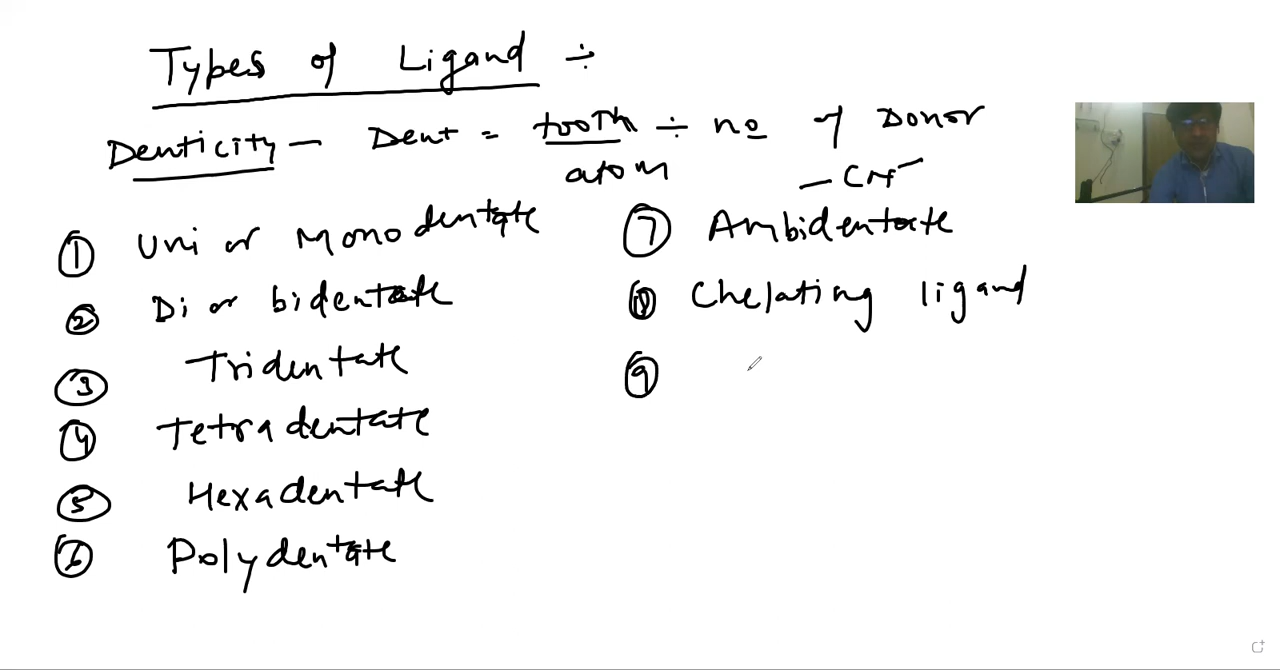 Types of Ligand ÷
Denticity - Dent = tooth ÷ no of Donor
atom
- CN -
① Uni or Monodentate
② Di or bidentate
③ Tridentate
④ Tetradentate
⑤ Hexadentate
⑥ Polydentate
⑦ Ambidentate
Chelating ligand
⑨